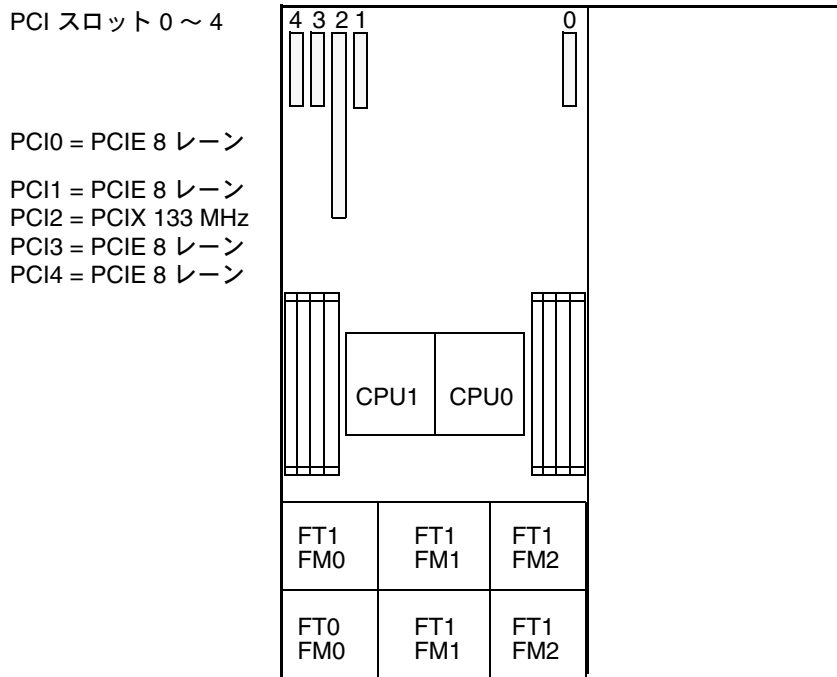 PCI スロット 0 ～ 4
4 3 2 1 0
PCI0 = PCIE 8 レーン
PCI1 = PCIE 8 レーン
PCI2 = PCIX 133 MHz
PCI3 = PCIE 8 レーン
PCI4 = PCIE 8 レーン
CPU1 CPU0
FT1 FT1 FT1
FM0 FM1 FM2
FT0 FT1 FT1
FM0 FM1 FM2